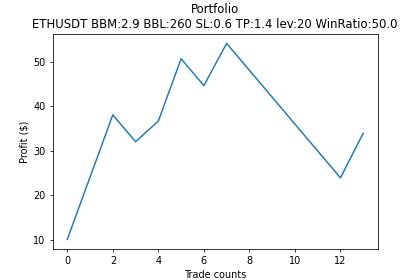 Portfolio
ETHUSDT BBM:2.9 BBL:260 SL:0.6 TP:1.4 lev:20 WinRatio:50.0
50
40
30
20
10
Profit ($)
0 2 4 6 8 10 12
Trade counts